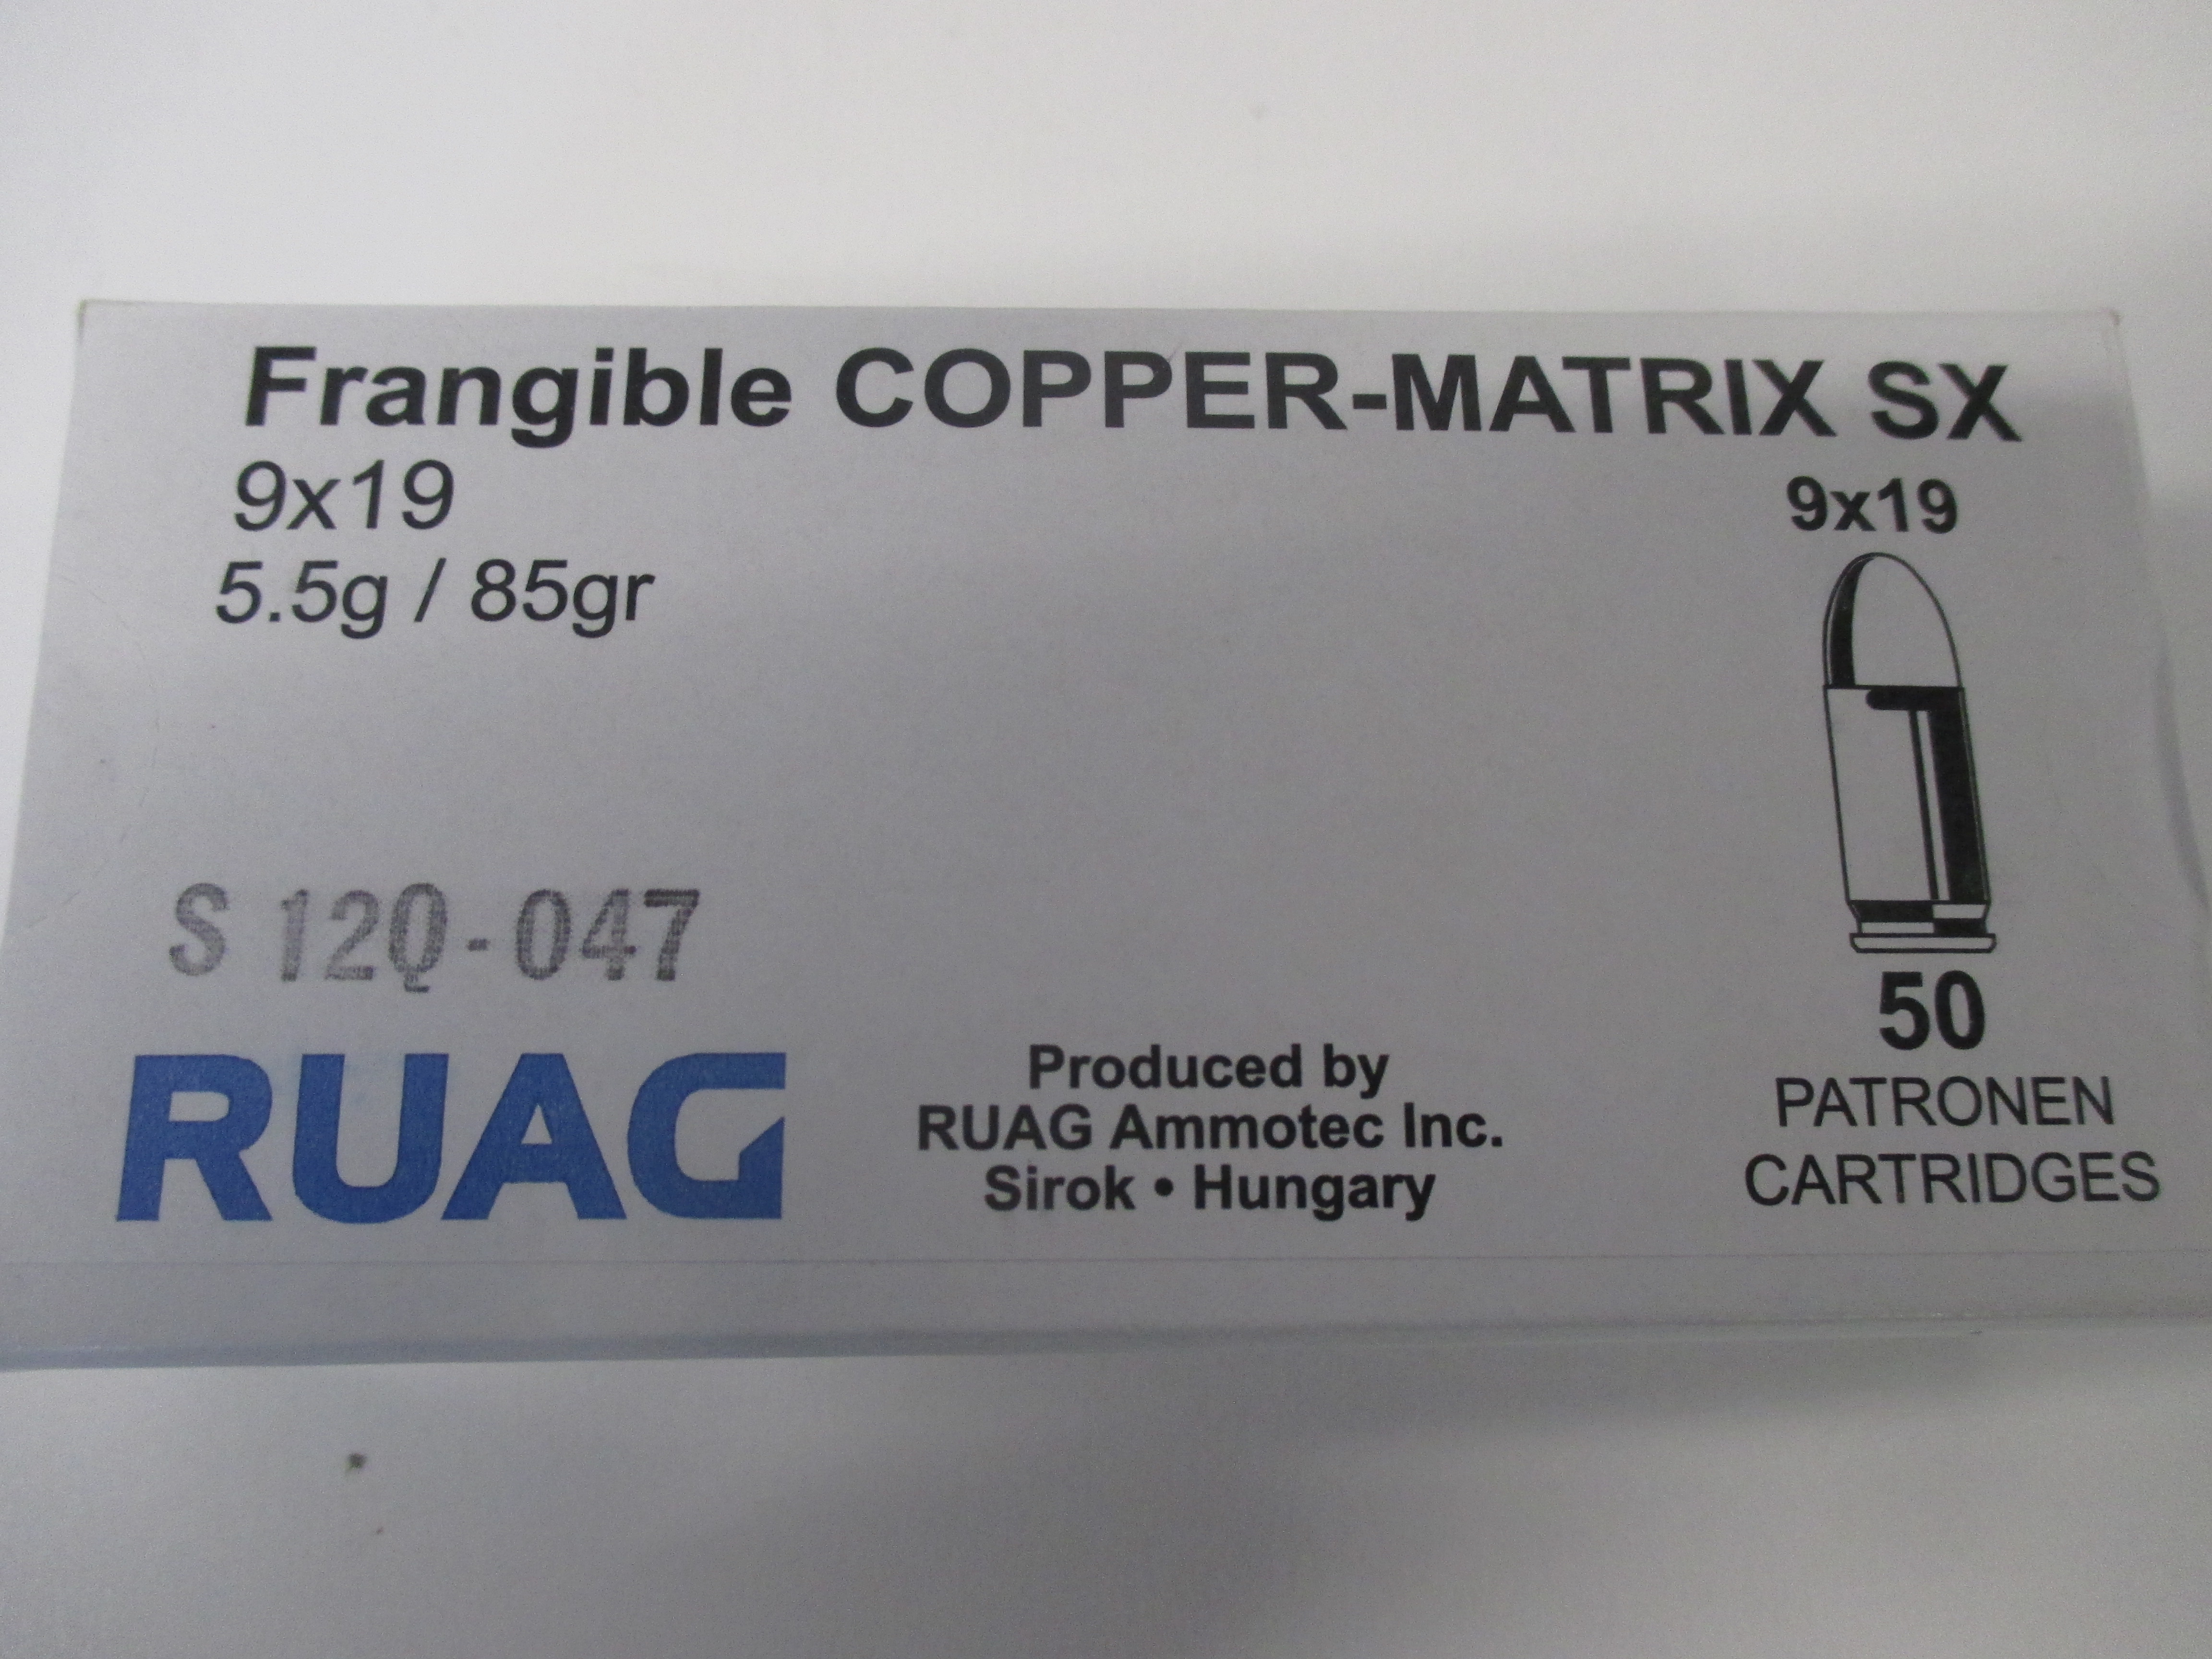 Frangible COPPER-MATRIX SX
9x19
5.5g / 85gr
9x19
S 12Q-047
50
PATRONEN
CARTRIDGES
RUAG
Produced by
RUAG Ammotec Inc.
Sirok • Hungary